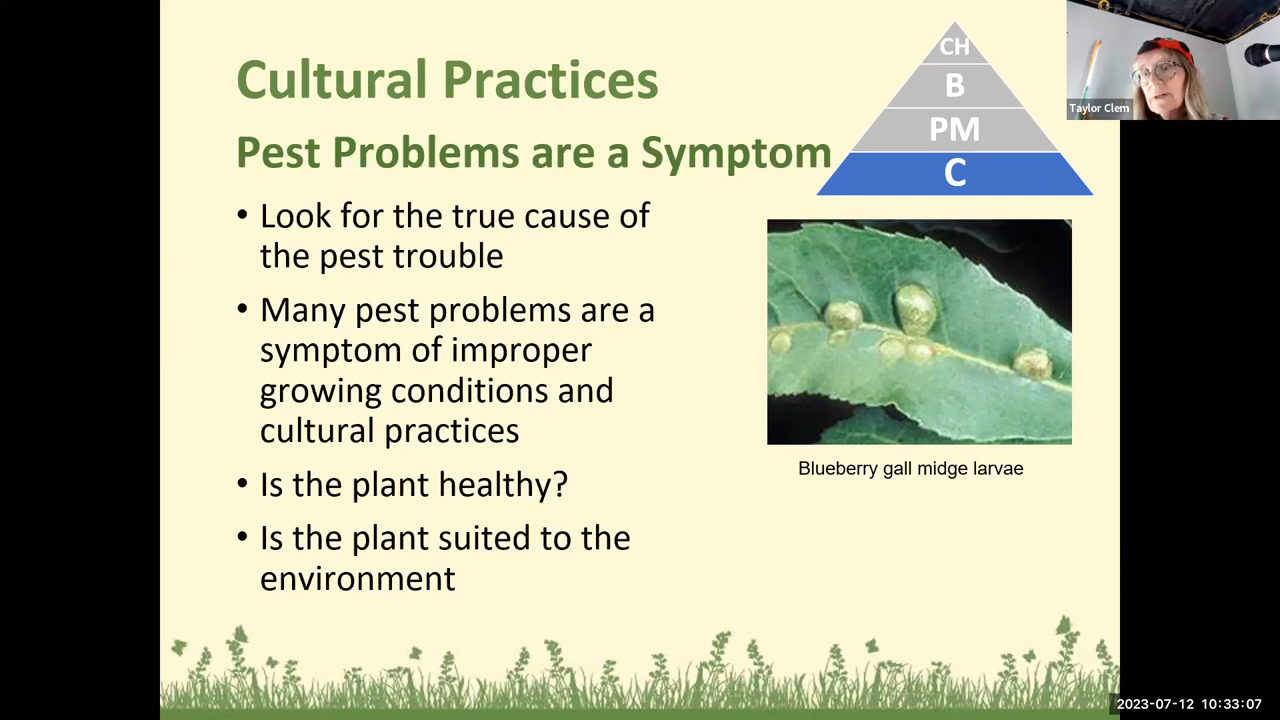 Cultural Practices
Pest Problems are a Symptom
CH
B
PM
C
Taylor Clem
• Look for the true cause of
the pest trouble
• Many pest problems are a
symptom of improper
growing conditions and
cultural practices
• Is the plant healthy?
• Is the plant suited to the
environment
Blueberry gall midge larvae
2023-07-12 10:33:07